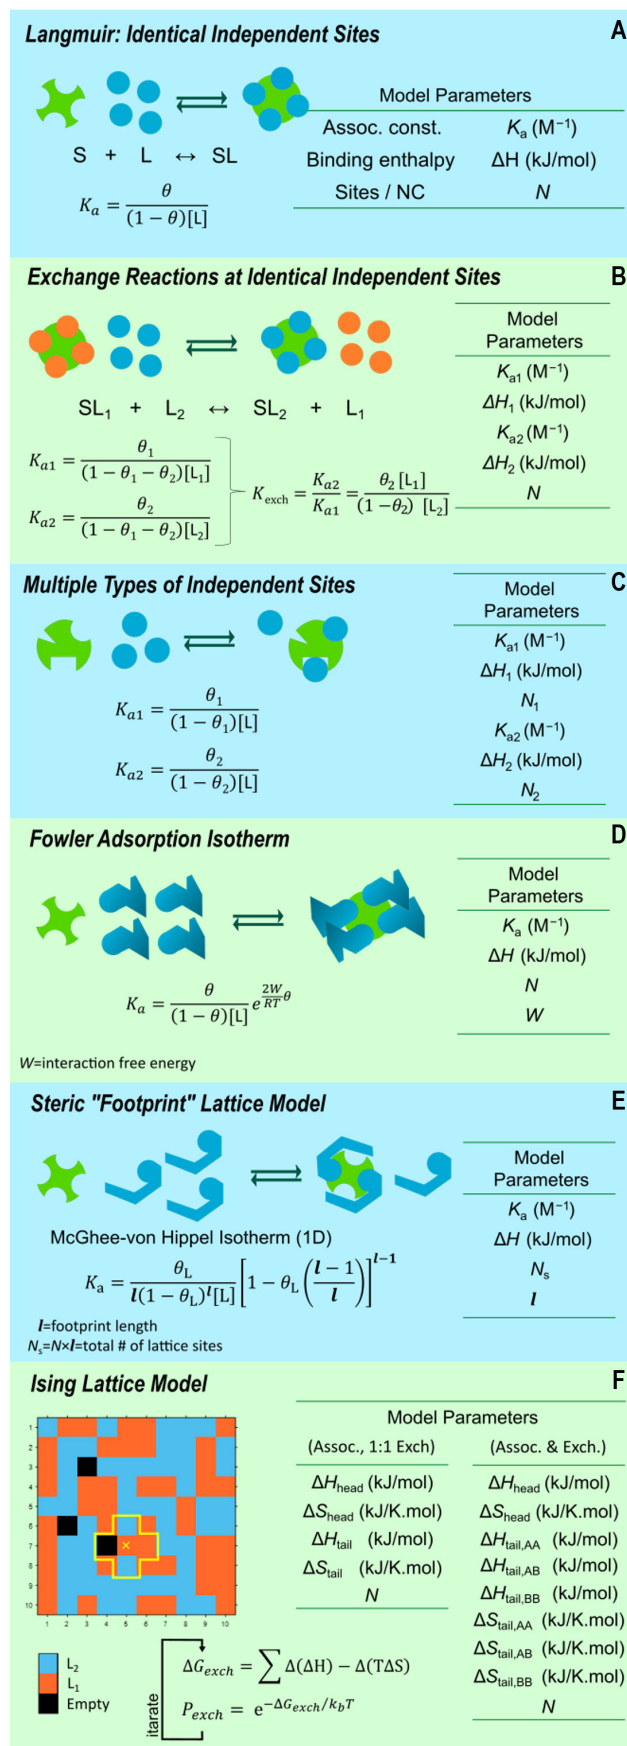 Langmuir: Identical Independent Sites
A
S + L ↔ SL
K_a = θ / ((1 − θ)[L])
Model Parameters
Assoc. const. K_a (M⁻¹)
Binding enthalpy ΔH (kJ/mol)
Sites / NC N
Exchange Reactions at Identical Independent Sites
B
SL₁ + L₂ ↔ SL₂ + L₁
K_a1 = θ₁ / ((1 − θ₁ − θ₂)[L₁])
K_a2 = θ₂ / ((1 − θ₁ − θ₂)[L₂])
K_exch = K_a2 / K_a1 = θ₂ [L₁] / ((1 − θ₂) [L₂])
Model
Parameters
K_a1 (M⁻¹)
ΔH₁ (kJ/mol)
K_a2 (M⁻¹)
ΔH₂ (kJ/mol)
N
Multiple Types of Independent Sites
C
K_a1 = θ₁ / ((1 − θ₁)[L])
K_a2 = θ₂ / ((1 − θ₂)[L])
Model
Parameters
K_a1 (M⁻¹)
ΔH₁ (kJ/mol)
N₁
K_a2 (M⁻¹)
ΔH₂ (kJ/mol)
N₂
Fowler Adsorption Isotherm
D
K_a = θ / ((1 − θ)[L]) e^((2W/RT)θ)
W=interaction free energy
Model
Parameters
K_a (M⁻¹)
ΔH (kJ/mol)
N
W
Steric "Footprint" Lattice Model
E
McGhee-von Hippel Isotherm (1D)
K_a = θ_L / (l(1 − θ_L)^l[L]) [1 − θ_L ((l − 1) / l)]^(l−1)
l=footprint length
N_s=N×l=total # of lattice sites
Model
Parameters
K_a (M⁻¹)
ΔH (kJ/mol)
N_s
l
Ising Lattice Model
F
1
2
3
4
5
6
7
8
9
10
1 2 3 4 5 6 7 8 9 10
×
L₂
L₁
Empty
itarate
ΔG_exch = ∑ Δ(ΔH) − Δ(TΔS)
P_exch = e^(−ΔG_exch/k_bT)
Model Parameters
(Assoc., 1:1 Exch)
ΔH_head (kJ/mol)
ΔS_head (kJ/K.mol)
ΔH_tail (kJ/mol)
ΔS_tail (kJ/K.mol)
N
(Assoc. & Exch.)
ΔH_head (kJ/mol)
ΔS_head (kJ/K.mol)
ΔH_tail,AA (kJ/mol)
ΔH_tail,AB (kJ/mol)
ΔH_tail,BB (kJ/mol)
ΔS_tail,AA (kJ/K.mol)
ΔS_tail,AB (kJ/K.mol)
ΔS_tail,BB (kJ/K.mol)
N